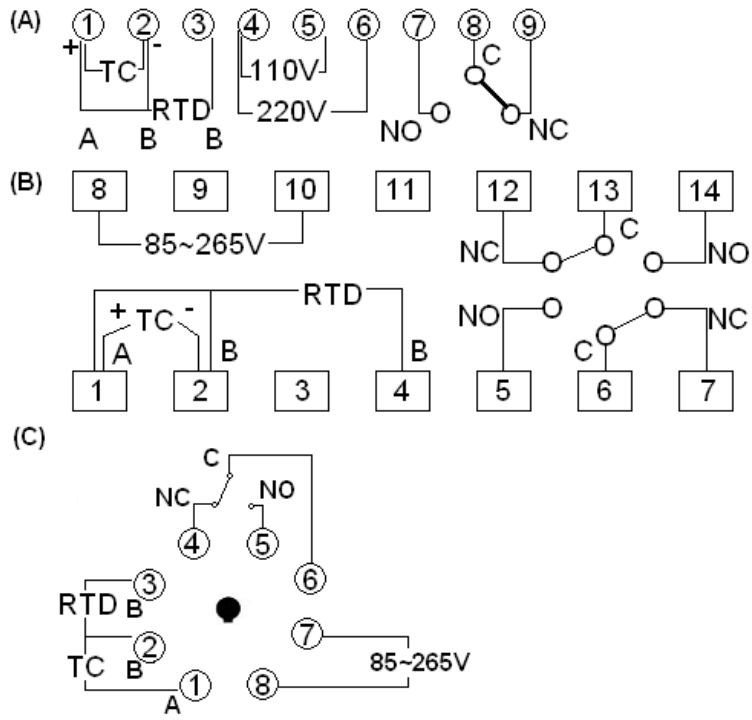 (A) 1 2 3 4 5 6 7 8 9
+ TC - 110V C
RTD 220V
A B B NO NC
(B) 8 9 10 11 12 13 14
85~265V NC C NO
+ TC - RTD NO NC
A B B C
1 2 3 4 5 6 7
(C)
C
NC NO
4 5
3 6
RTD B
7
2
TC B 85~265V
1 8
A